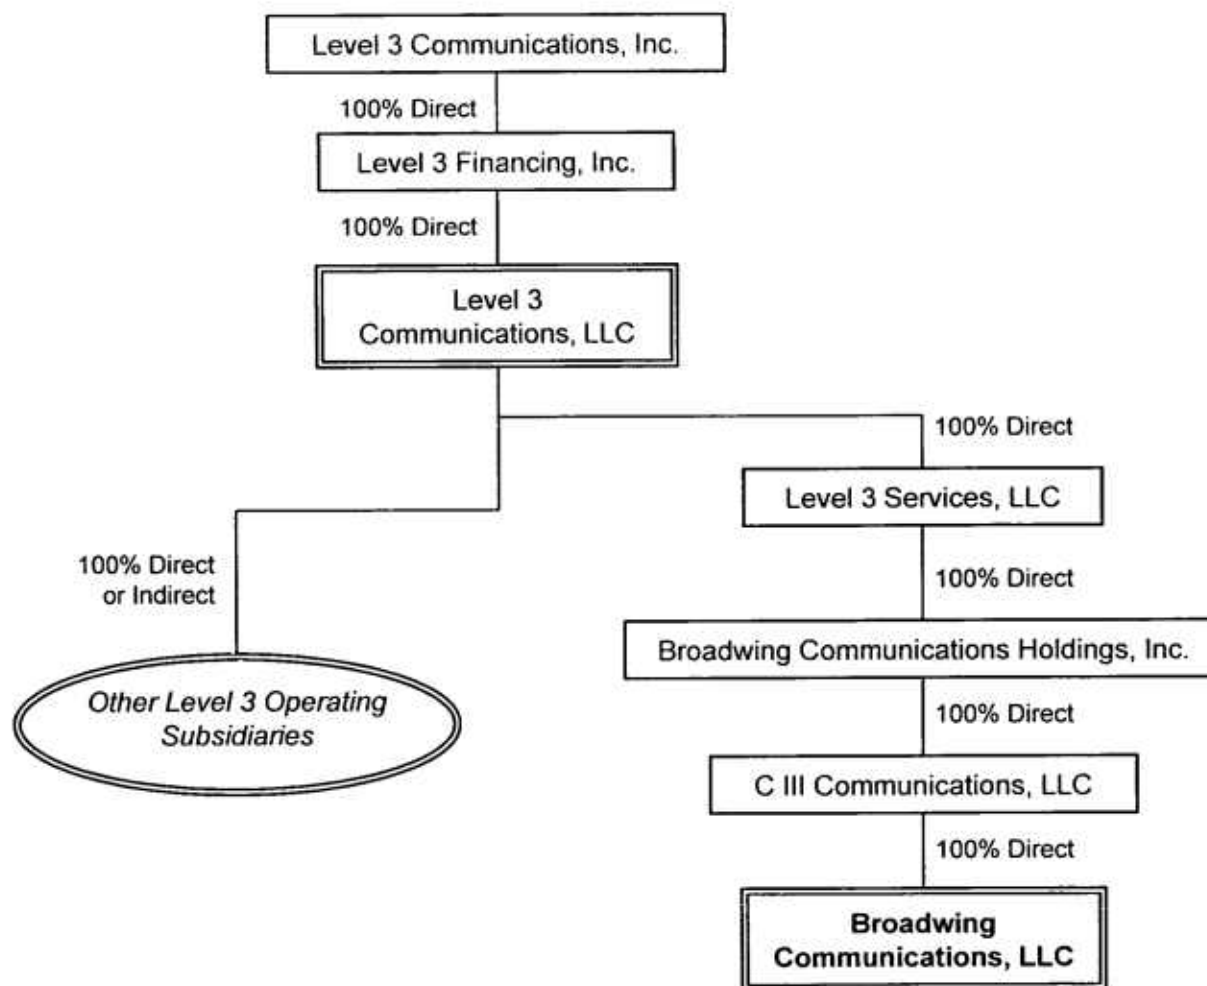 Level 3 Communications, Inc.
100% Direct
Level 3 Financing, Inc.
100% Direct
Level 3
Communications, LLC
100% Direct
Level 3 Services, LLC
100% Direct
or Indirect
100% Direct
Broadwing Communications Holdings, Inc.
Other Level 3 Operating
Subsidiaries
100% Direct
C III Communications, LLC
100% Direct
Broadwing
Communications, LLC